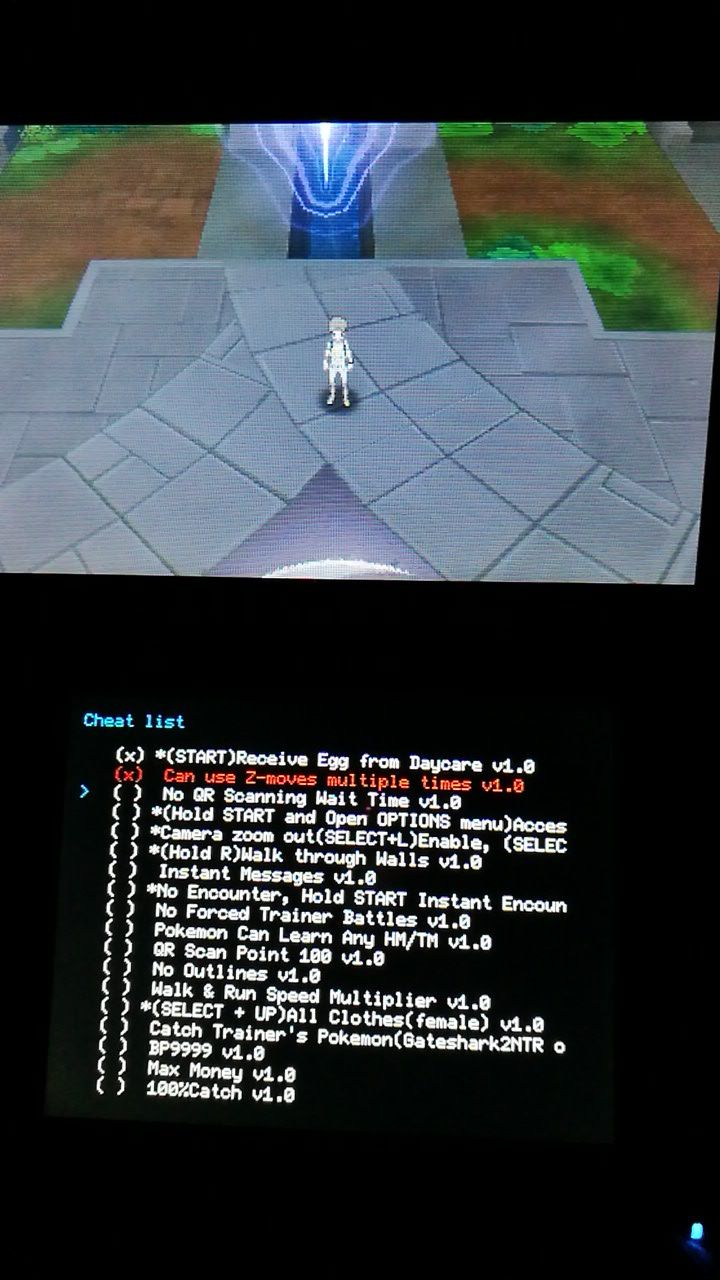 Cheat list
(x) *(START)Receive Egg from Daycare v1.0
(x) Can use Z-moves multiple times v1.0
> ( ) No QR Scanning Wait Time v1.0
( ) *(Hold START and Open OPTIONS menu)Acces
( ) *Camera zoom out(SELECT+L)Enable, (SELEC
( ) *(Hold R)Walk through Walls v1.0
( ) Instant Messages v1.0
( ) *No Encounter, Hold START Instant Encoun
( ) No Forced Trainer Battles v1.0
( ) Pokemon Can Learn Any HM/TM v1.0
( ) QR Scan Point 100 v1.0
( ) No Outlines v1.0
( ) Walk & Run Speed Multiplier v1.0
( ) *(SELECT + UP)All Clothes(female) v1.0
( ) Catch Trainer's Pokemon(Gateshark2NTR o
( ) BP9999 v1.0
( ) Max Money v1.0
( ) 100%Catch v1.0